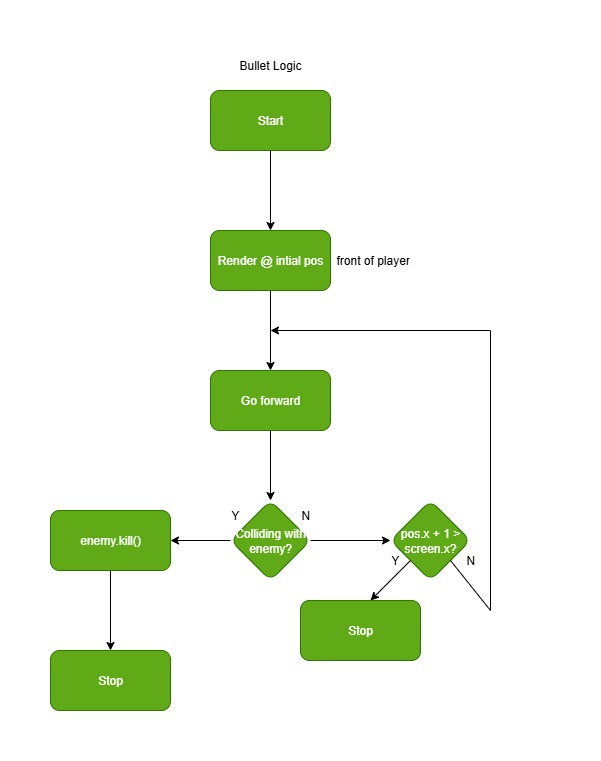 Bullet Logic
Start
Render @ intial pos
front of player
Go forward
Y
N
Colliding with
enemy?
pos.x + 1 >
screen.x?
enemy.kill()
Y
N
Stop
Stop